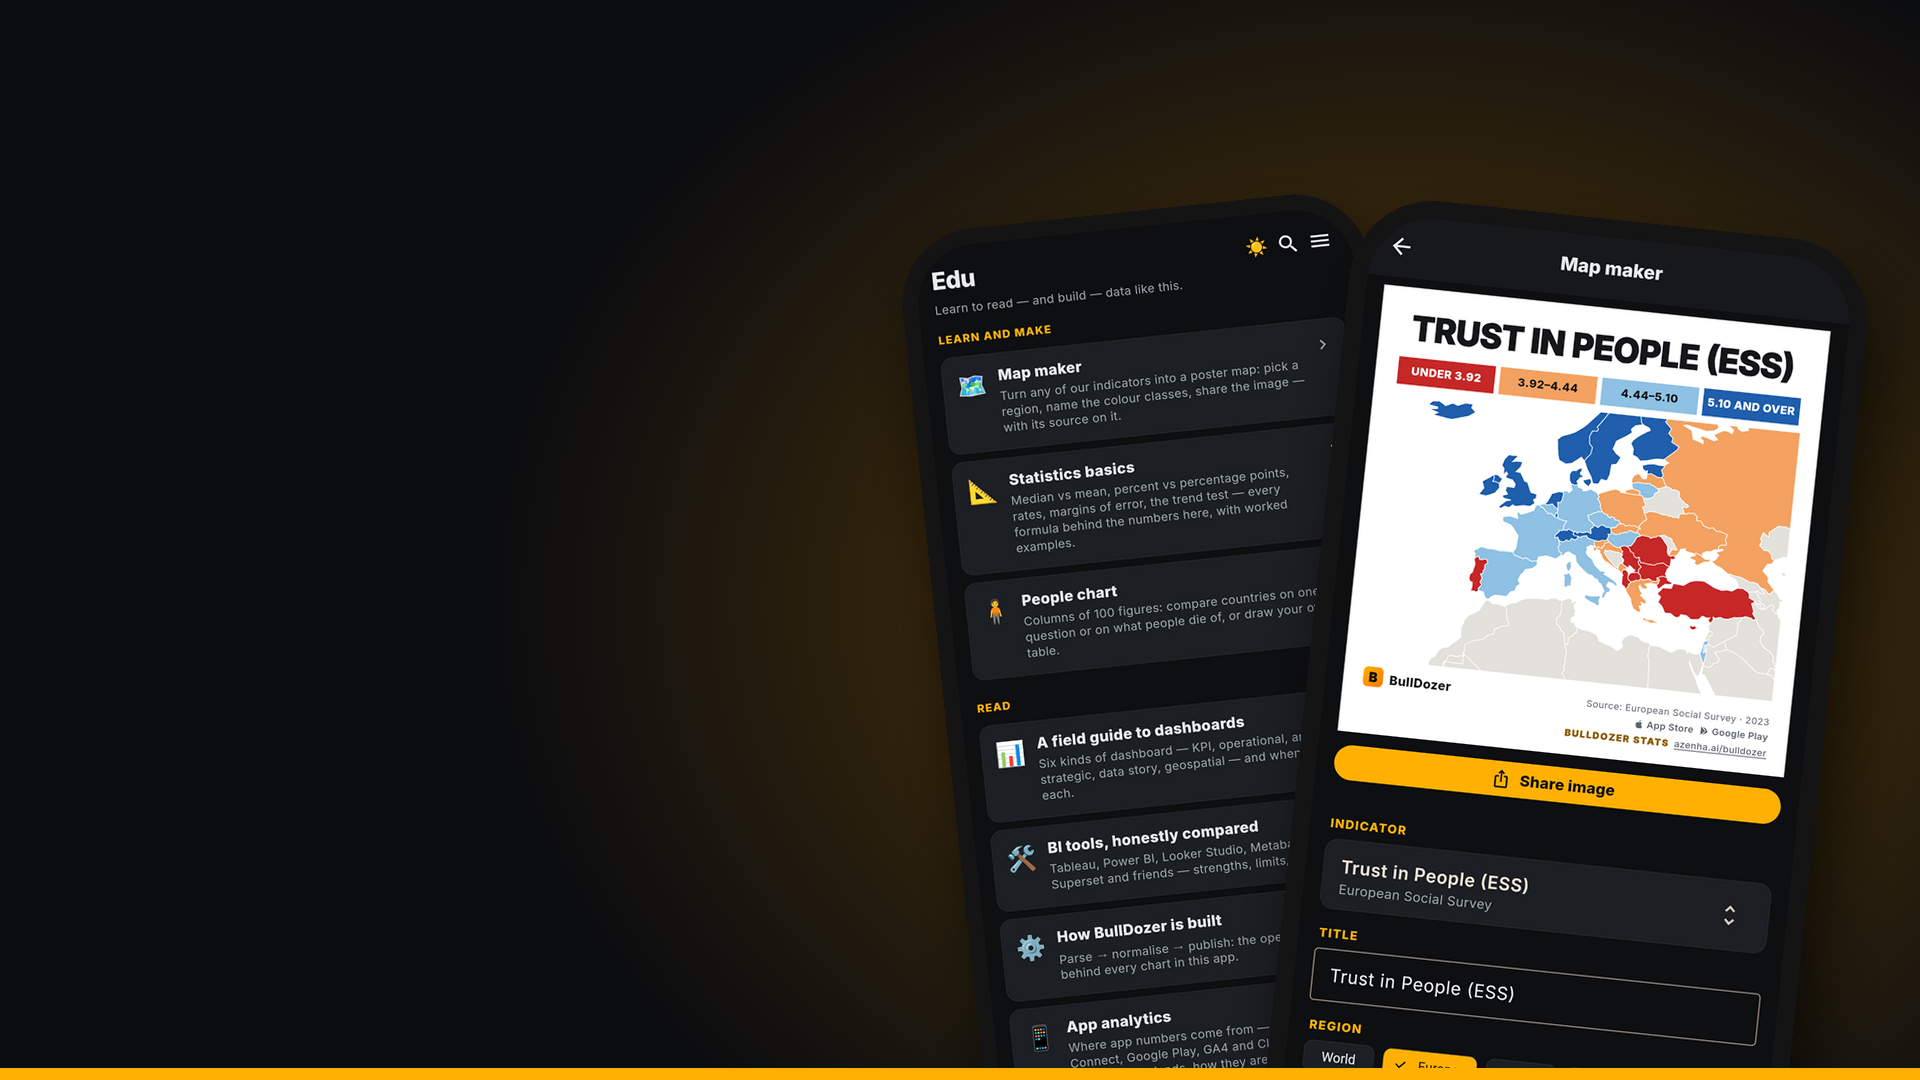 Edu
Learn to read — and build — data like this.
LEARN AND MAKE
Map maker
Turn any of our indicators into a poster map: pick a
region, name the colour classes, share the image —
with its source on it.
Statistics basics
Median vs mean, percent vs percentage points,
rates, margins of error, the trend test — every
formula behind the numbers here, with worked
examples.
People chart
Columns of 100 figures: compare countries on one
question or on what people die of, or draw your
table.
READ
A field guide to dashboards
Six kinds of dashboard — KPI, operational,
strategic, data story, geospatial — and when
each.
BI tools, honestly compared
Tableau, Power BI, Looker Studio,
Superset and friends — strengths, limits,
How BullDozer is built
Parse → normalise → publish: the
behind every chart in this app.
App analytics
Where app numbers come from —
Connect, Google Play, GA4 and
how they are
Map maker
TRUST IN PEOPLE (ESS)
UNDER 3.92
3.92–4.44
4.44–5.10
5.10 AND OVER
B BullDozer
Source: European Social Survey · 2023
App Store Google Play
BULLDOZER STATS azenha.ai/bulldozer
Share image
INDICATOR
Trust in People (ESS)
European Social Survey
TITLE
Trust in People (ESS)
REGION
World